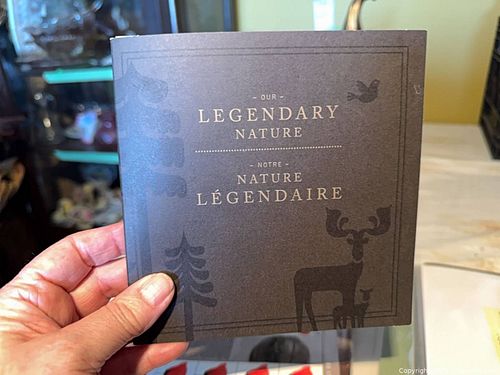 – OUR –
LEGENDARY
NATURE
– NOTRE –
NATURE
LÉGENDAIRE